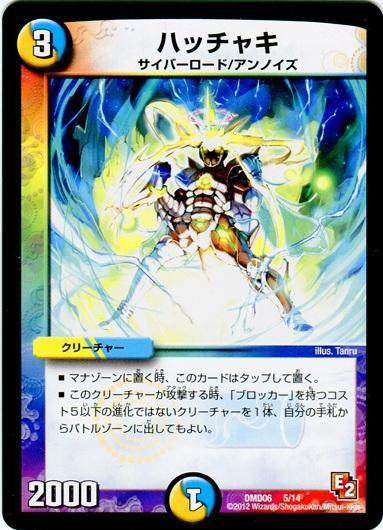 3
ハッチャキ
サイバーロード/アンノイズ
illus. Tanru
クリーチャー
■ マナゾーンに置く時、このカードはタップして置く。
■ このクリーチャーが攻撃する時、「ブロッカー」を持つコス
ト5以下の進化ではないクリーチャーを1体、自分の手札か
らバトルゾーンに出してもよい。
E2
2000
1
DMD06 5/14
©2012 Wizards/Shogakukan/Mitsui-Kids